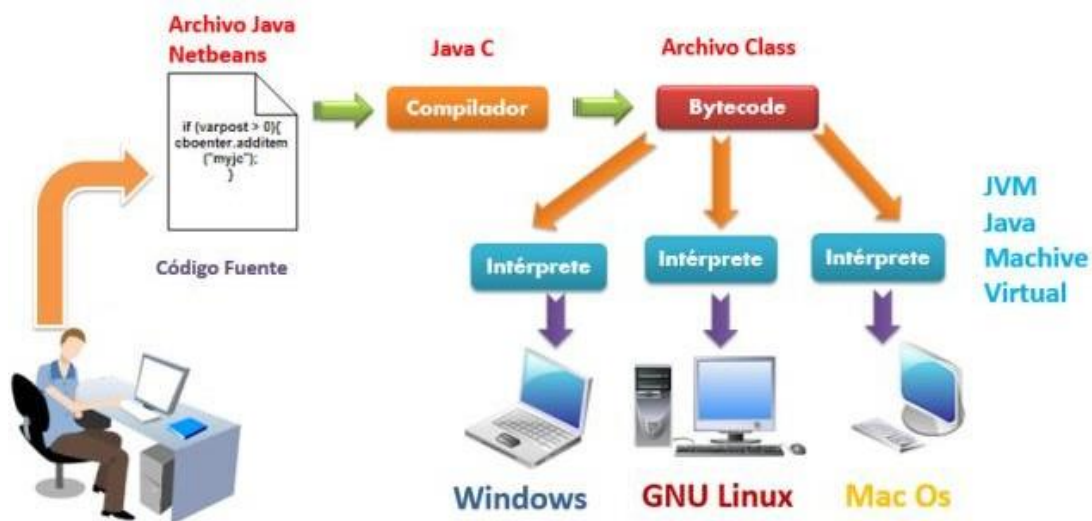 Archivo Java
Netbeans
Java C
Archivo Class
if (varpost > 0){
cboenter.additem
("myjc");
}
Compilador
Bytecode
Código Fuente
Intérprete
Intérprete
Intérprete
JVM
Java
Machive
Virtual
Windows
GNU Linux
Mac Os